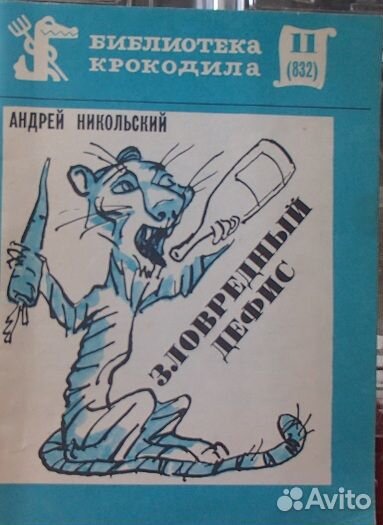 БИБЛИОТЕКА
КРОКОДИЛА
11
(832)
АНДРЕЙ НИКОЛЬСКИЙ
ЗЛОВРЕДНЫЙ
ДЕФИС
Avito